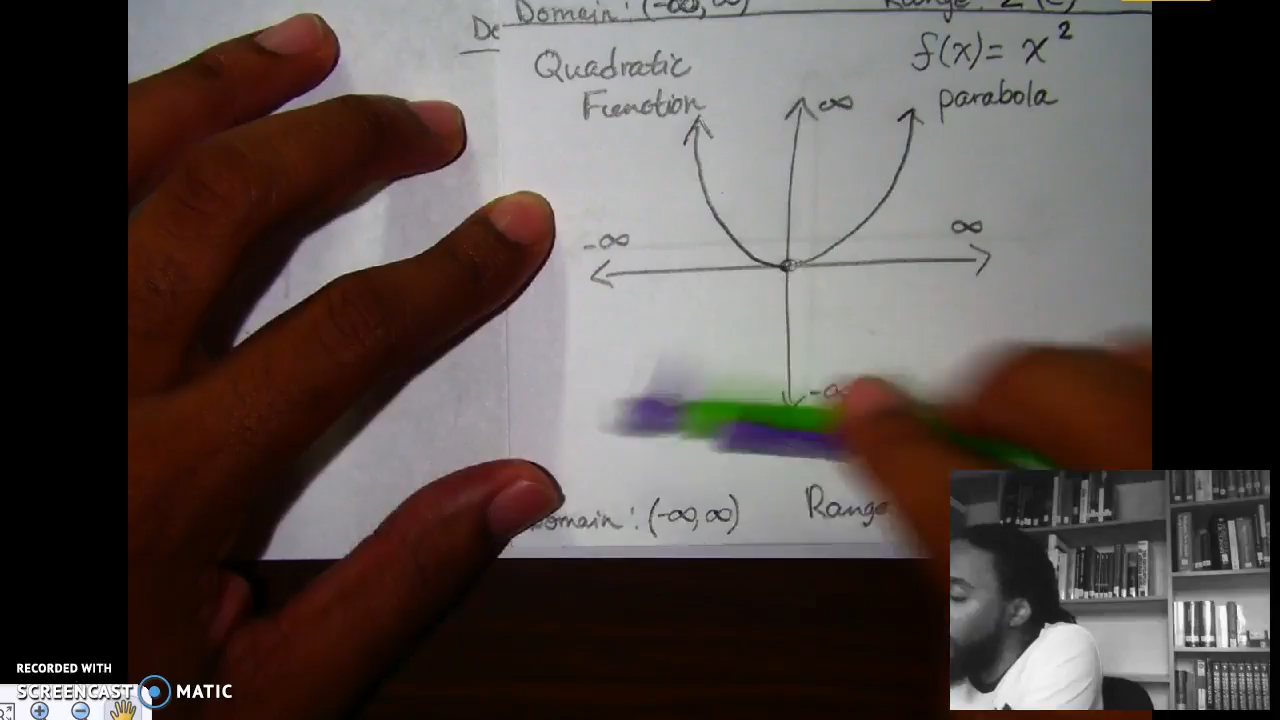 Domain: (-∞, ∞)
Quadratic
Function
f(x) = x²
parabola
∞
-∞
∞
Domain: (-∞, ∞)
Range
RECORDED WITH
SCREENCAST MATIC